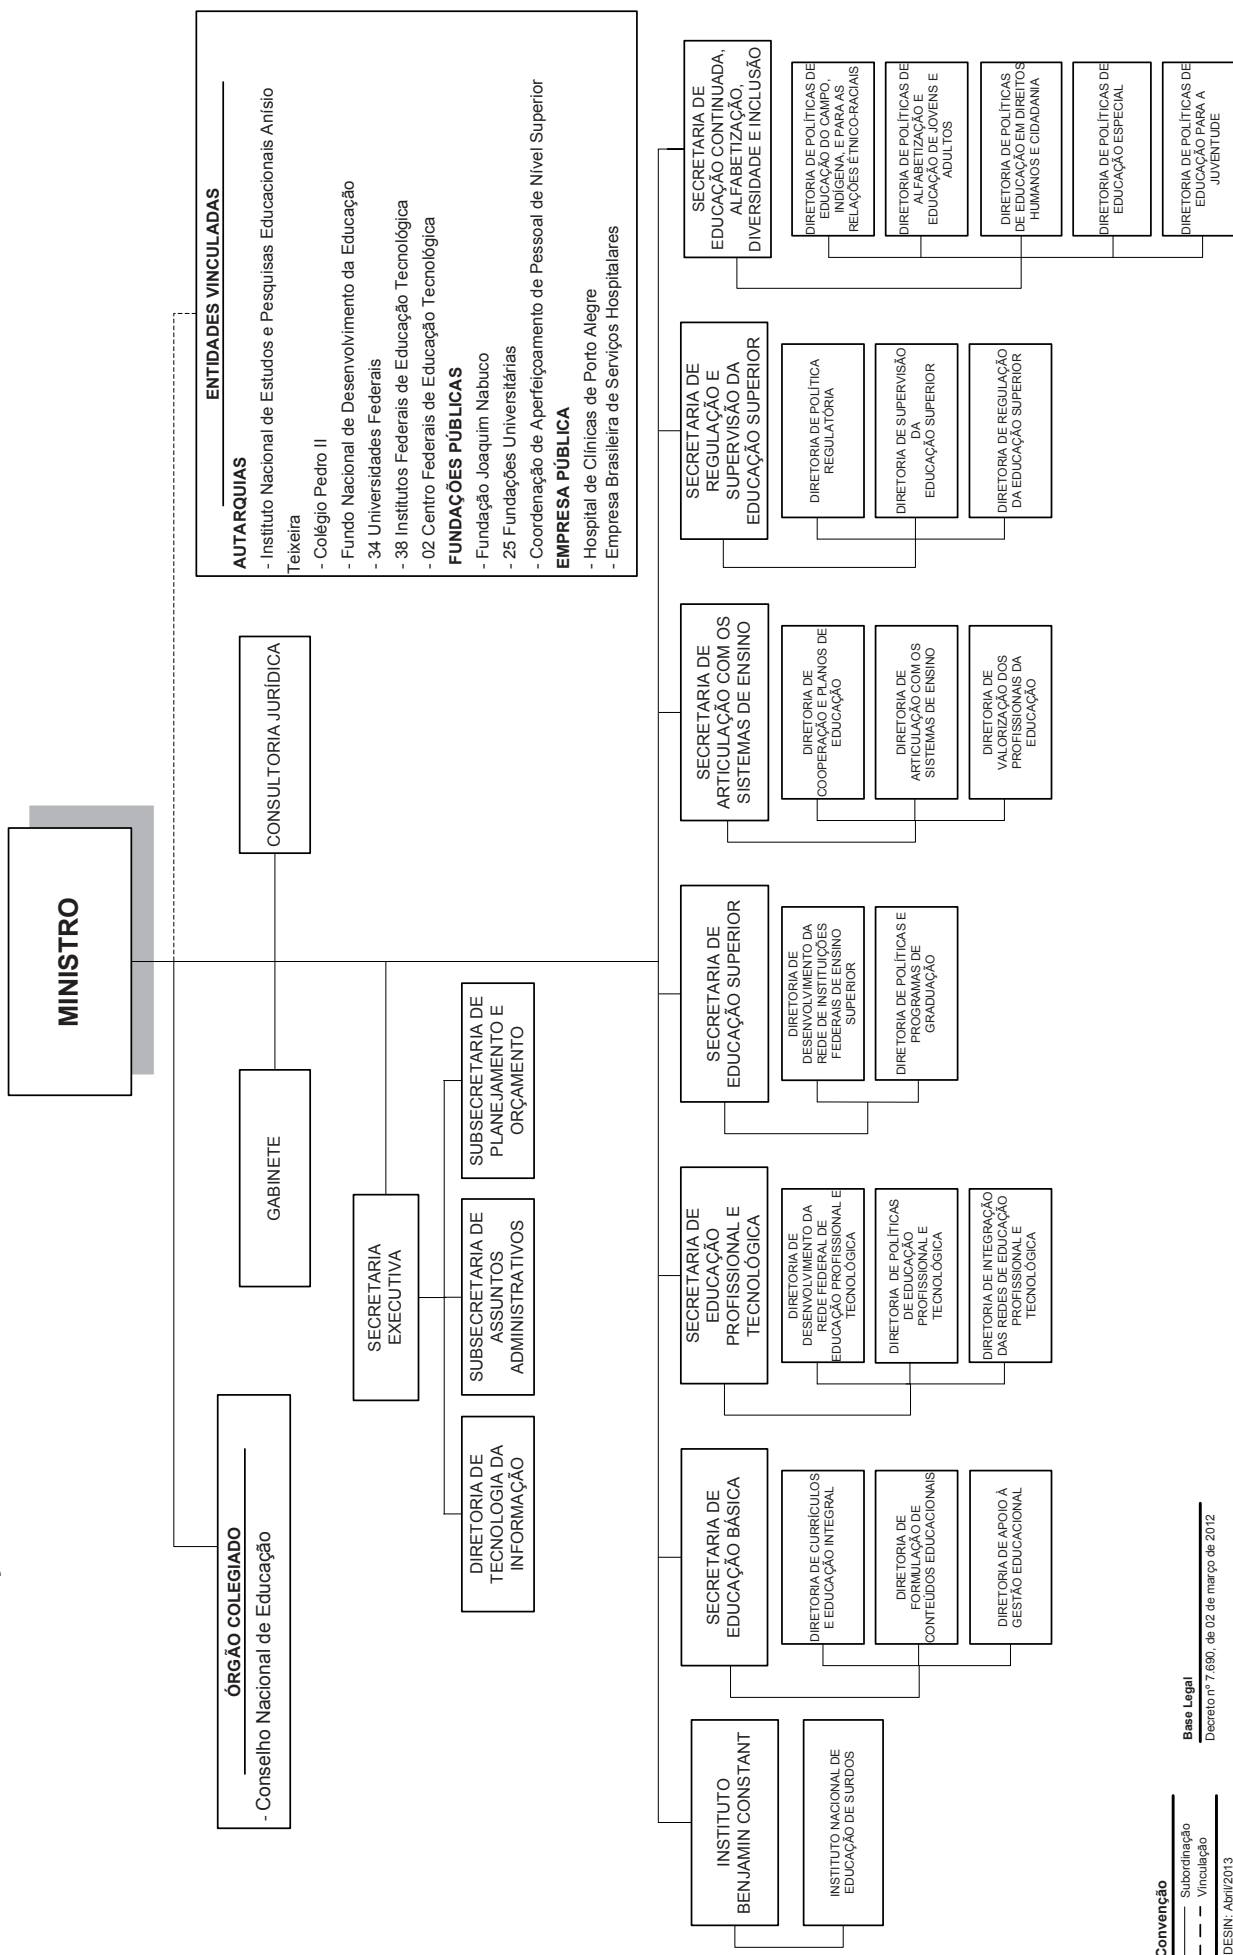 MINISTRO
ÓRGÃO COLEGIADO
- Conselho Nacional de Educação
GABINETE
CONSULTORIA JURÍDICA
ENTIDADES VINCULADAS
AUTARQUIAS
- Instituto Nacional de Estudos e Pesquisas Educacionais Anísio
Teixeira
- Colégio Pedro II
- Fundo Nacional de Desenvolvimento da Educação
- 34 Universidades Federais
- 38 Institutos Federais de Educação Tecnológica
- 02 Centro Federais de Educação Tecnológica
FUNDAÇÕES PÚBLICAS
- Fundação Joaquim Nabuco
- 25 Fundações Universitárias
- Coordenação de Aperfeiçoamento de Pessoal de Nível Superior
EMPRESA PÚBLICA
- Hospital de Clínicas de Porto Alegre
- Empresa Brasileira de Serviços Hospitalares
SECRETARIA
EXECUTIVA
DIRETORIA DE
TECNOLOGIA DA
INFORMAÇÃO
SUBSECRETARIA DE
ASSUNTOS
ADMINISTRATIVOS
SUBSECRETARIA DE
PLANEJAMENTO E
ORÇAMENTO
INSTITUTO
BENJAMIN CONSTANT
INSTITUTO NACIONAL DE
EDUCAÇÃO DE SURDOS
SECRETARIA DE
EDUCAÇÃO BÁSICA
DIRETORIA DE CURRÍCULOS
E EDUCAÇÃO INTEGRAL
DIRETORIA DE
FORMULAÇÃO DE
CONTEÚDOS EDUCACIONAIS
DIRETORIA DE APOIO À
GESTÃO EDUCACIONAL
SECRETARIA DE
EDUCAÇÃO
PROFISSIONAL E
TECNOLÓGICA
DIRETORIA DE
DESENVOLVIMENTO DA
REDE FEDERAL DE
EDUCAÇÃO PROFISSIONAL E
TECNOLÓGICA
DIRETORIA DE POLÍTICAS
DE EDUCAÇÃO
PROFISSIONAL E
TECNOLÓGICA
DIRETORIA DE INTEGRAÇÃO
DAS REDES DE EDUCAÇÃO
PROFISSIONAL E
TECNOLÓGICA
SECRETARIA DE
EDUCAÇÃO SUPERIOR
DIRETORIA DE
DESENVOLVIMENTO DA
REDE DE INSTITUIÇÕES
FEDERAIS DE ENSINO
SUPERIOR
DIRETORIA DE POLÍTICAS E
PROGRAMAS DE
GRADUAÇÃO
SECRETARIA DE
ARTICULAÇÃO COM OS
SISTEMAS DE ENSINO
DIRETORIA DE
COOPERAÇÃO E PLANOS DE
EDUCAÇÃO
DIRETORIA DE
ARTICULAÇÃO COM OS
SISTEMAS DE ENSINO
DIRETORIA DE
VALORIZAÇÃO DOS
PROFISSIONAIS DA
EDUCAÇÃO
SECRETARIA DE
REGULAÇÃO E
SUPERVISÃO DA
EDUCAÇÃO SUPERIOR
DIRETORIA DE POLÍTICA
REGULATÓRIA
DIRETORIA DE SUPERVISÃO
DA
EDUCAÇÃO SUPERIOR
DIRETORIA DE REGULAÇÃO
DA EDUCAÇÃO SUPERIOR
SECRETARIA DE
EDUCAÇÃO CONTINUADA,
ALFABETIZAÇÃO,
DIVERSIDADE E INCLUSÃO
DIRETORIA DE POLÍTICAS DE
EDUCAÇÃO DO CAMPO,
INDÍGENA, E PARA AS
RELAÇÕES ÉTNICO-RACIAIS
DIRETORIA DE POLÍTICAS DE
ALFABETIZAÇÃO E
EDUCAÇÃO DE JOVENS E
ADULTOS
DIRETORIA DE POLÍTICAS
DE EDUCAÇÃO EM DIREITOS
HUMANOS E CIDADANIA
DIRETORIA DE POLÍTICAS DE
EDUCAÇÃO ESPECIAL
DIRETORIA DE POLÍTICAS DE
EDUCAÇÃO PARA A
JUVENTUDE
Convenção
Subordinação
Vinculação
DESIN: Abril/2013
Base Legal
Decreto nº 7.690, de 02 de março de 2012